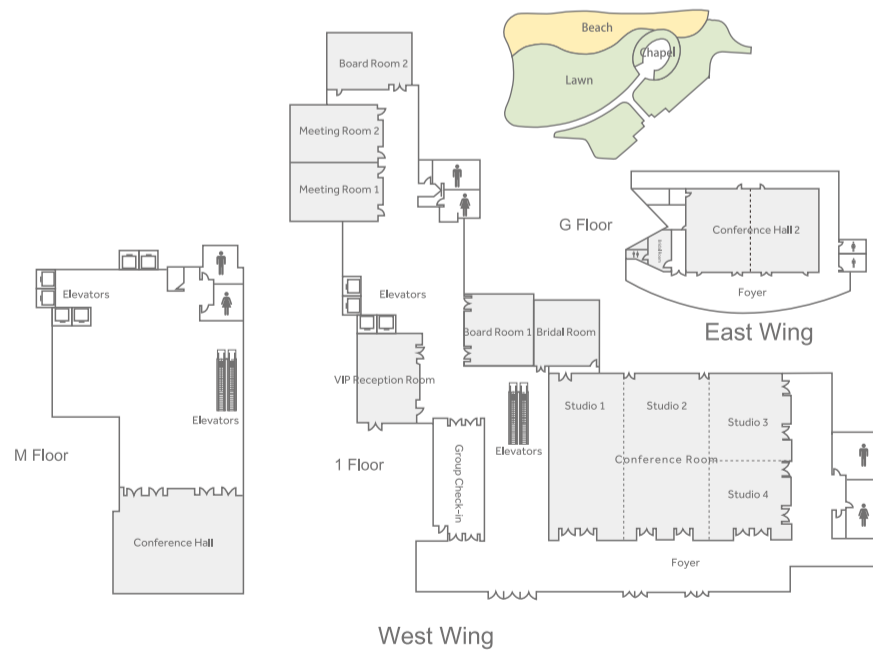 Beach
Chapel
Lawn
Board Room 2
Meeting Room 2
Meeting Room 1
G Floor
Conference Hall 2
Foyer
East Wing
Elevators
Elevators
Board Room 1
Bridal Room
VIP Reception Room
Elevators
M Floor
1 Floor
Group Check-in
Elevators
Studio 1
Studio 2
Studio 3
Conference Room
Studio 4
Conference Hall
Foyer
West Wing